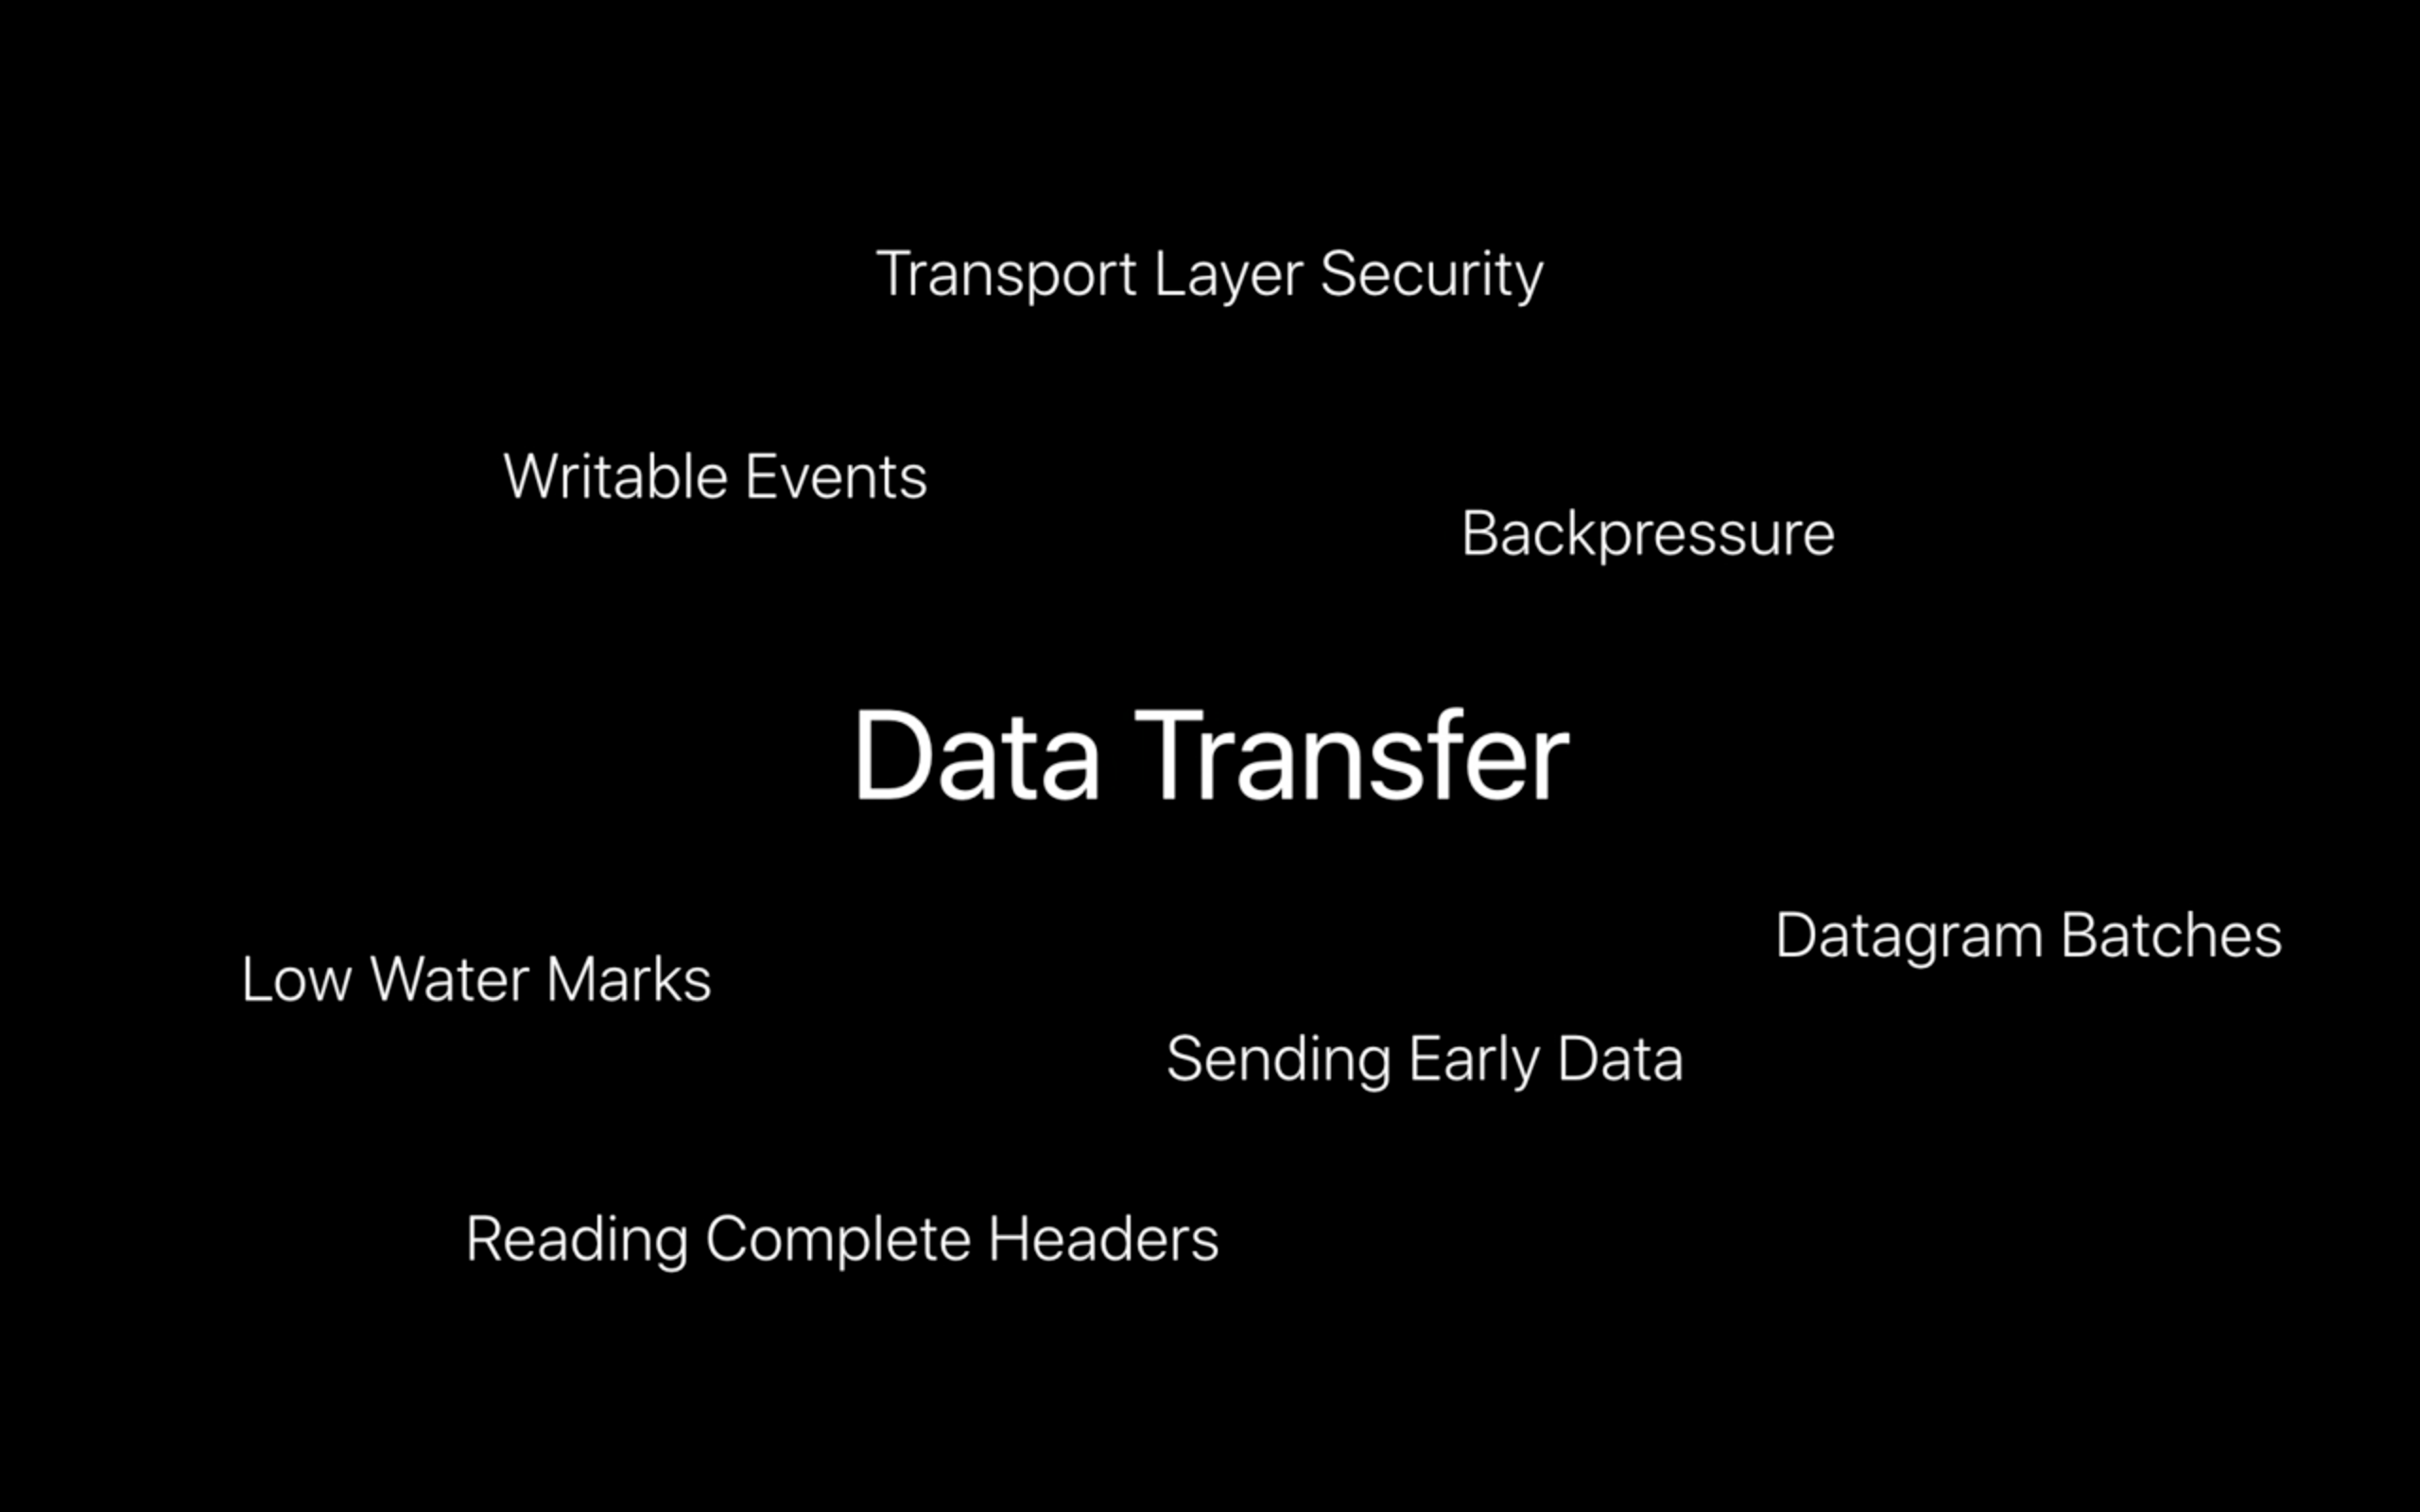 Transport Layer Security
Writable Events
Backpressure
Data Transfer
Datagram Batches
Low Water Marks
Sending Early Data
Reading Complete Headers